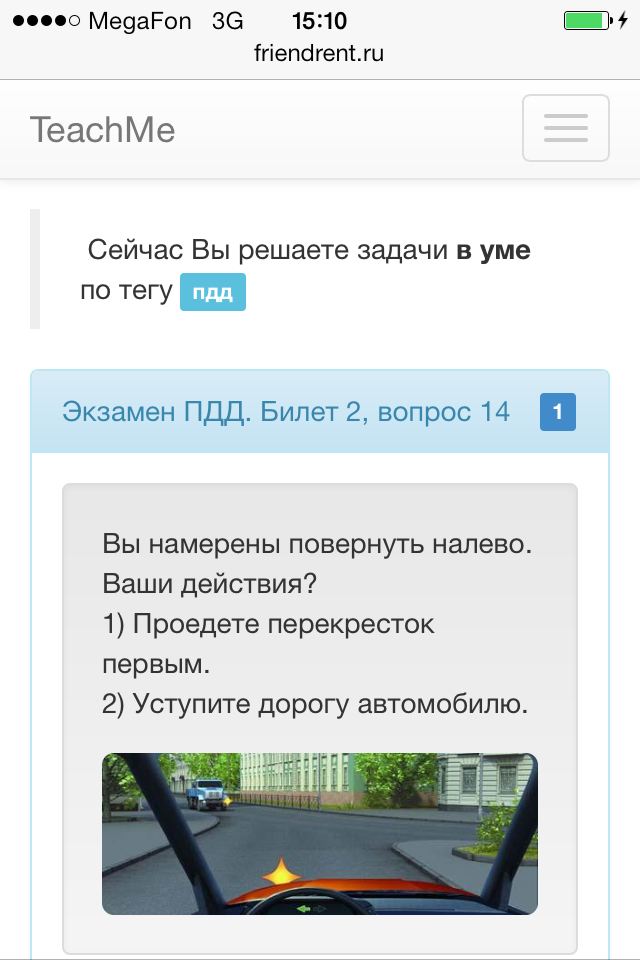 MegaFon 3G 15:10
friendrent.ru
TeachMe
Сейчас Вы решаете задачи в уме
по тегу пдд
Экзамен ПДД. Билет 2, вопрос 14 1
Вы намерены повернуть налево.
Ваши действия?
1) Проедете перекресток
первым.
2) Уступите дорогу автомобилю.